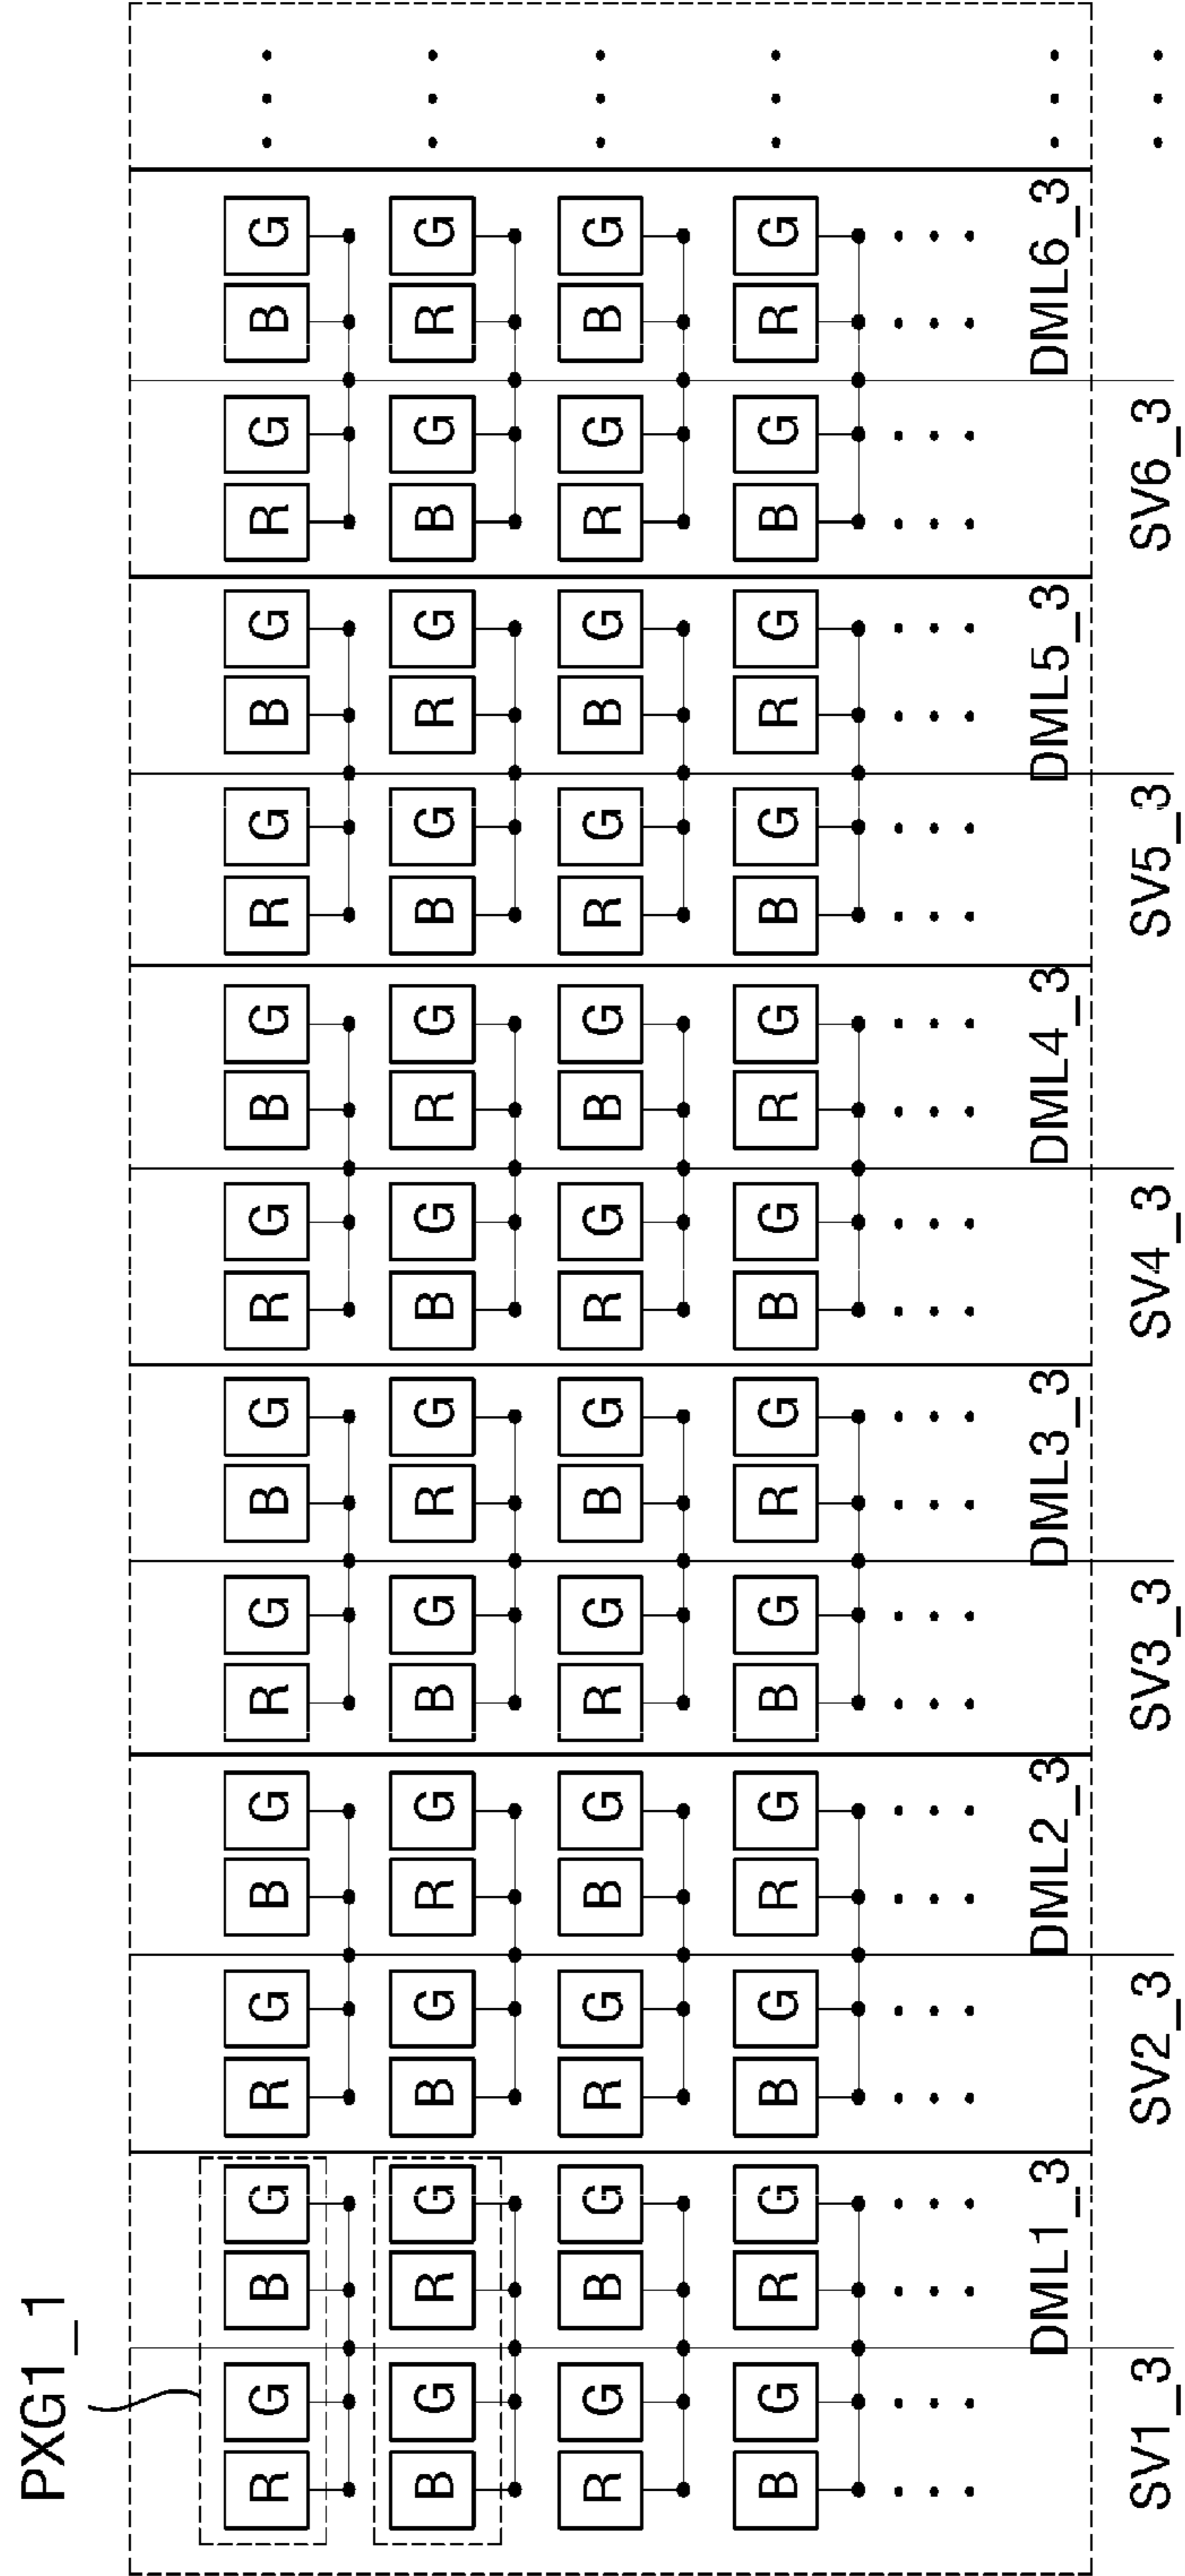 PXG1_1
R G B G R G B G R G B G R G B G R G B G R G B G . . .
B G R G B G R G B G R G B G R G B G R G B G R G . . .
R G B G R G B G R G B G R G B G R G B G R G B G . . .
B G R G B G R G B G R G B G R G B G R G B G R G . . .
DML1_3 DML2_3 DML3_3 DML4_3 DML5_3 DML6_3 . . .
SV1_3 SV2_3 SV3_3 SV4_3 SV5_3 SV6_3 . . .